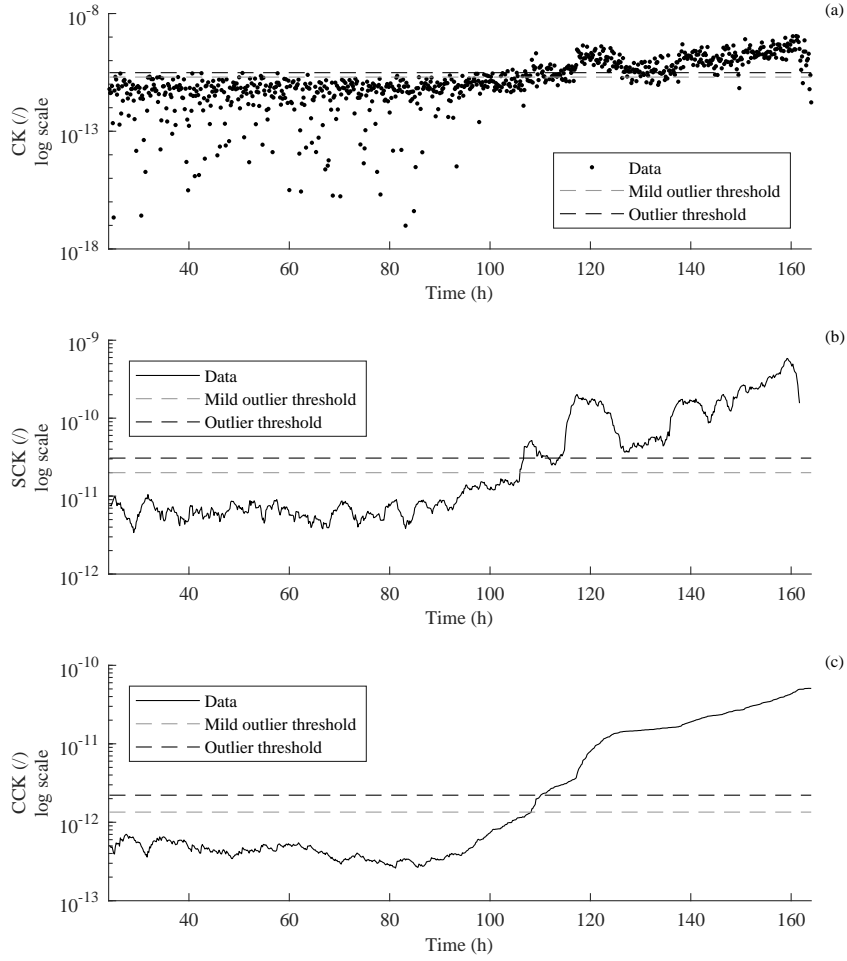 (a)
10^-8
10^-13
10^-18
CK (/)
log scale
Data
Mild outlier threshold
Outlier threshold
40 60 80 100 120 140 160
Time (h)
(b)
10^-9
10^-10
10^-11
10^-12
SCK (/)
log scale
Data
Mild outlier threshold
Outlier threshold
40 60 80 100 120 140 160
Time (h)
(c)
10^-10
10^-11
10^-12
10^-13
CCK (/)
log scale
Data
Mild outlier threshold
Outlier threshold
40 60 80 100 120 140 160
Time (h)